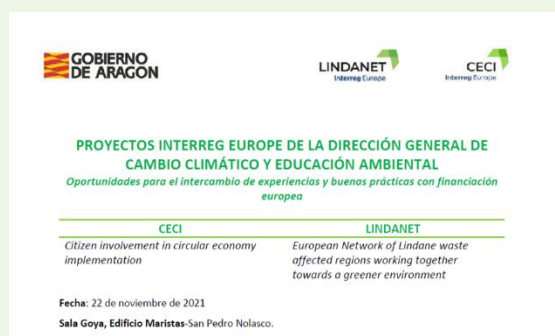 GOBIERNO
DE ARAGON
LINDANET
Interreg Europe
CECI
Interreg Europe
PROYECTOS INTERREG EUROPE DE LA DIRECCIÓN GENERAL DE
CAMBIO CLIMÁTICO Y EDUCACIÓN AMBIENTAL
Oportunidades para el intercambio de experiencias y buenas prácticas con financiación
europea
CECI
Citizen involvement in circular economy
implementation
LINDANET
European Network of Lindane waste
affected regions working together
towards a greener environment
Fecha: 22 de noviembre de 2021
Sala Goya, Edificio Maristas-San Pedro Nolasco.